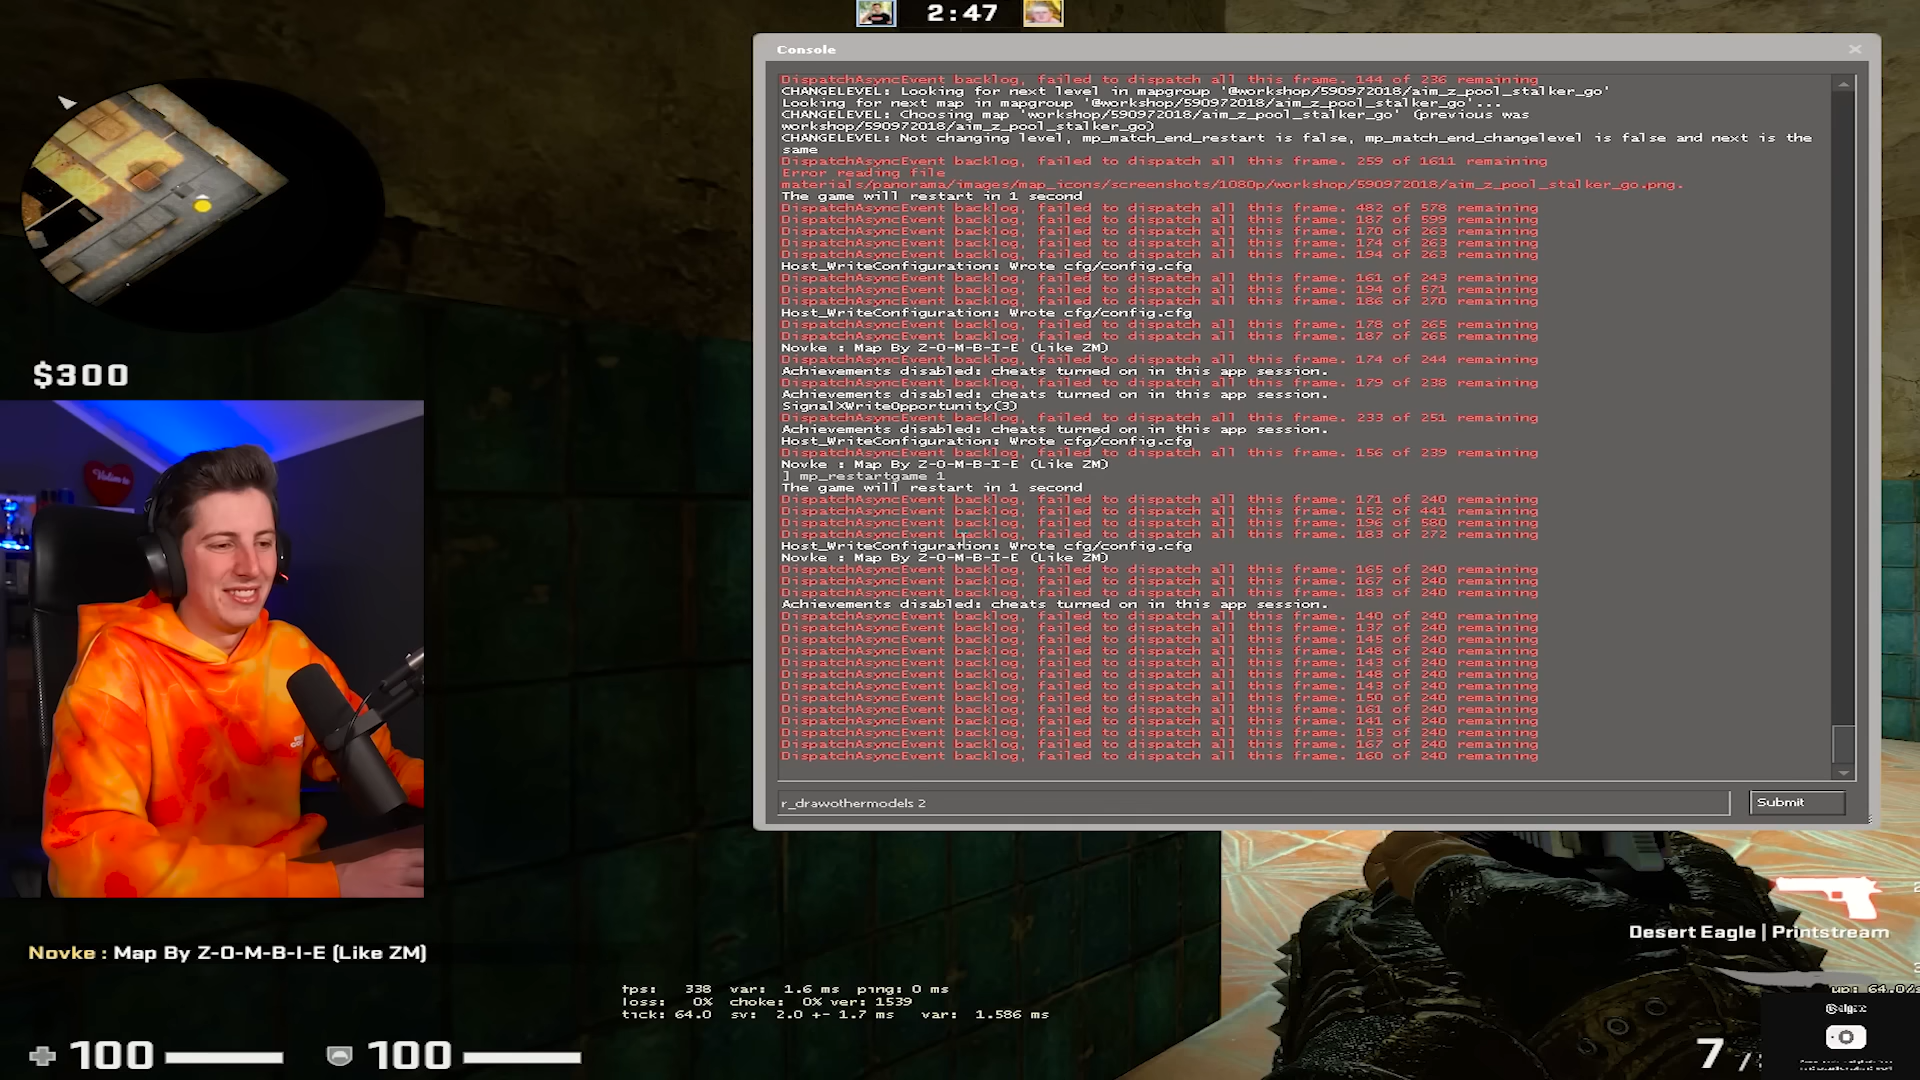 2:47
Console
DispatchAsyncEvent backlog, failed to dispatch all this frame. 144 of 236 remaining
CHANGELEVEL: Looking for next level in mapgroup '@workshop/590972018/aim_z_pool_stalker_go'
Looking for next map in mapgroup '@workshop/590972018/aim_z_pool_stalker_go'...
CHANGELEVEL: Choosing map 'workshop/590972018/aim_z_pool_stalker_go' (previous was
workshop/590972018/aim_z_pool_stalker_go)
CHANGELEVEL: Not changing level, mp_match_end_restart is false, mp_match_end_changelevel is false and next is the
same
DispatchAsyncEvent backlog, failed to dispatch all this frame. 259 of 1611 remaining
Error reading file
materials/panorama/images/map_icons/screenshots/1080p/workshop/590972018/aim_z_pool_stalker_go.png.
The game will restart in 1 second
DispatchAsyncEvent backlog, failed to dispatch all this frame. 482 of 578 remaining
DispatchAsyncEvent backlog, failed to dispatch all this frame. 187 of 599 remaining
DispatchAsyncEvent backlog, failed to dispatch all this frame. 170 of 263 remaining
DispatchAsyncEvent backlog, failed to dispatch all this frame. 174 of 263 remaining
DispatchAsyncEvent backlog, failed to dispatch all this frame. 194 of 263 remaining
Host_WriteConfiguration: Wrote cfg/config.cfg
DispatchAsyncEvent backlog, failed to dispatch all this frame. 161 of 243 remaining
DispatchAsyncEvent backlog, failed to dispatch all this frame. 194 of 571 remaining
DispatchAsyncEvent backlog, failed to dispatch all this frame. 186 of 270 remaining
Host_WriteConfiguration: Wrote cfg/config.cfg
DispatchAsyncEvent backlog, failed to dispatch all this frame. 178 of 265 remaining
DispatchAsyncEvent backlog, failed to dispatch all this frame. 187 of 265 remaining
Novke : Map By Z-O-M-B-I-E (Like ZM)
DispatchAsyncEvent backlog, failed to dispatch all this frame. 174 of 244 remaining
Achievements disabled: cheats turned on in this app session.
DispatchAsyncEvent backlog, failed to dispatch all this frame. 179 of 238 remaining
Achievements disabled: cheats turned on in this app session.
SignalXWriteOpportunity(3)
DispatchAsyncEvent backlog, failed to dispatch all this frame. 233 of 251 remaining
Achievements disabled: cheats turned on in this app session.
Host_WriteConfiguration: Wrote cfg/config.cfg
DispatchAsyncEvent backlog, failed to dispatch all this frame. 156 of 239 remaining
Novke : Map By Z-O-M-B-I-E (Like ZM)
] mp_restartgame 1
The game will restart in 1 second
DispatchAsyncEvent backlog, failed to dispatch all this frame. 171 of 240 remaining
DispatchAsyncEvent backlog, failed to dispatch all this frame. 152 of 441 remaining
DispatchAsyncEvent backlog, failed to dispatch all this frame. 196 of 580 remaining
DispatchAsyncEvent backlog, failed to dispatch all this frame. 183 of 272 remaining
Host_WriteConfiguration: Wrote cfg/config.cfg
Novke : Map By Z-O-M-B-I-E (Like ZM)
DispatchAsyncEvent backlog, failed to dispatch all this frame. 165 of 240 remaining
DispatchAsyncEvent backlog, failed to dispatch all this frame. 167 of 240 remaining
DispatchAsyncEvent backlog, failed to dispatch all this frame. 183 of 240 remaining
Achievements disabled: cheats turned on in this app session.
DispatchAsyncEvent backlog, failed to dispatch all this frame. 140 of 240 remaining
DispatchAsyncEvent backlog, failed to dispatch all this frame. 137 of 240 remaining
DispatchAsyncEvent backlog, failed to dispatch all this frame. 145 of 240 remaining
DispatchAsyncEvent backlog, failed to dispatch all this frame. 148 of 240 remaining
DispatchAsyncEvent backlog, failed to dispatch all this frame. 143 of 240 remaining
DispatchAsyncEvent backlog, failed to dispatch all this frame. 148 of 240 remaining
DispatchAsyncEvent backlog, failed to dispatch all this frame. 143 of 240 remaining
DispatchAsyncEvent backlog, failed to dispatch all this frame. 150 of 240 remaining
DispatchAsyncEvent backlog, failed to dispatch all this frame. 161 of 240 remaining
DispatchAsyncEvent backlog, failed to dispatch all this frame. 141 of 240 remaining
DispatchAsyncEvent backlog, failed to dispatch all this frame. 153 of 240 remaining
DispatchAsyncEvent backlog, failed to dispatch all this frame. 167 of 240 remaining
DispatchAsyncEvent backlog, failed to dispatch all this frame. 160 of 240 remaining
r_drawothermodels 2
Submit
$300
Desert Eagle | Printstream
Novke : Map By Z-O-M-B-I-E (Like ZM)
fps: 338 var: 1.6 ms ping: 0 ms
loss: 0% choke: 0% ver: 1539
tick: 64.0 sv: 2.0 +- 1.7 ms var: 1.586 ms
up: 64.0/s
100
100
7 /